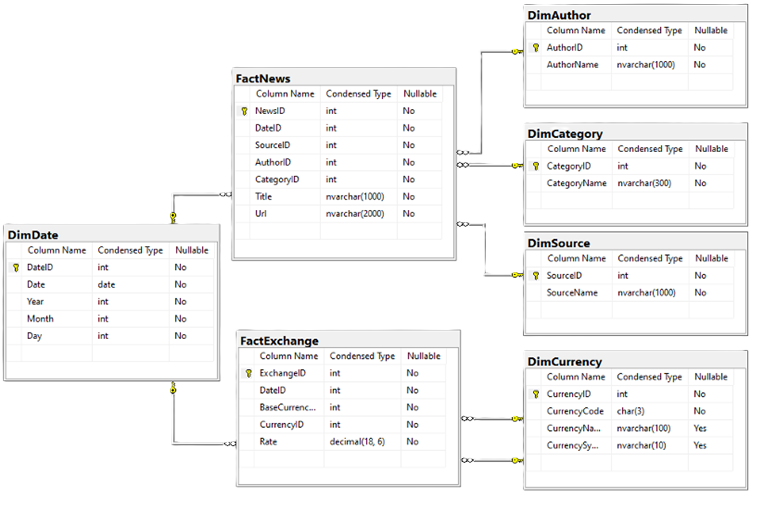 DimAuthor
Column Name Condensed Type Nullable
AuthorID int No
AuthorName nvarchar(1000) No
FactNews
Column Name Condensed Type Nullable
NewsID int No
DateID int No
SourceID int No
AuthorID int No
CategoryID int No
Title nvarchar(1000) No
Url nvarchar(2000) No
DimCategory
Column Name Condensed Type Nullable
CategoryID int No
CategoryName nvarchar(300) No
DimDate
Column Name Condensed Type Nullable
DateID int No
Date date No
Year int No
Month int No
Day int No
DimSource
Column Name Condensed Type Nullable
SourceID int No
SourceName nvarchar(1000) No
FactExchange
Column Name Condensed Type Nullable
ExchangeID int No
DateID int No
BaseCurrenc... int No
CurrencyID int No
Rate decimal(18, 6) No
DimCurrency
Column Name Condensed Type Nullable
CurrencyID int No
CurrencyCode char(3) No
CurrencyNa... nvarchar(100) Yes
CurrencySy... nvarchar(10) Yes